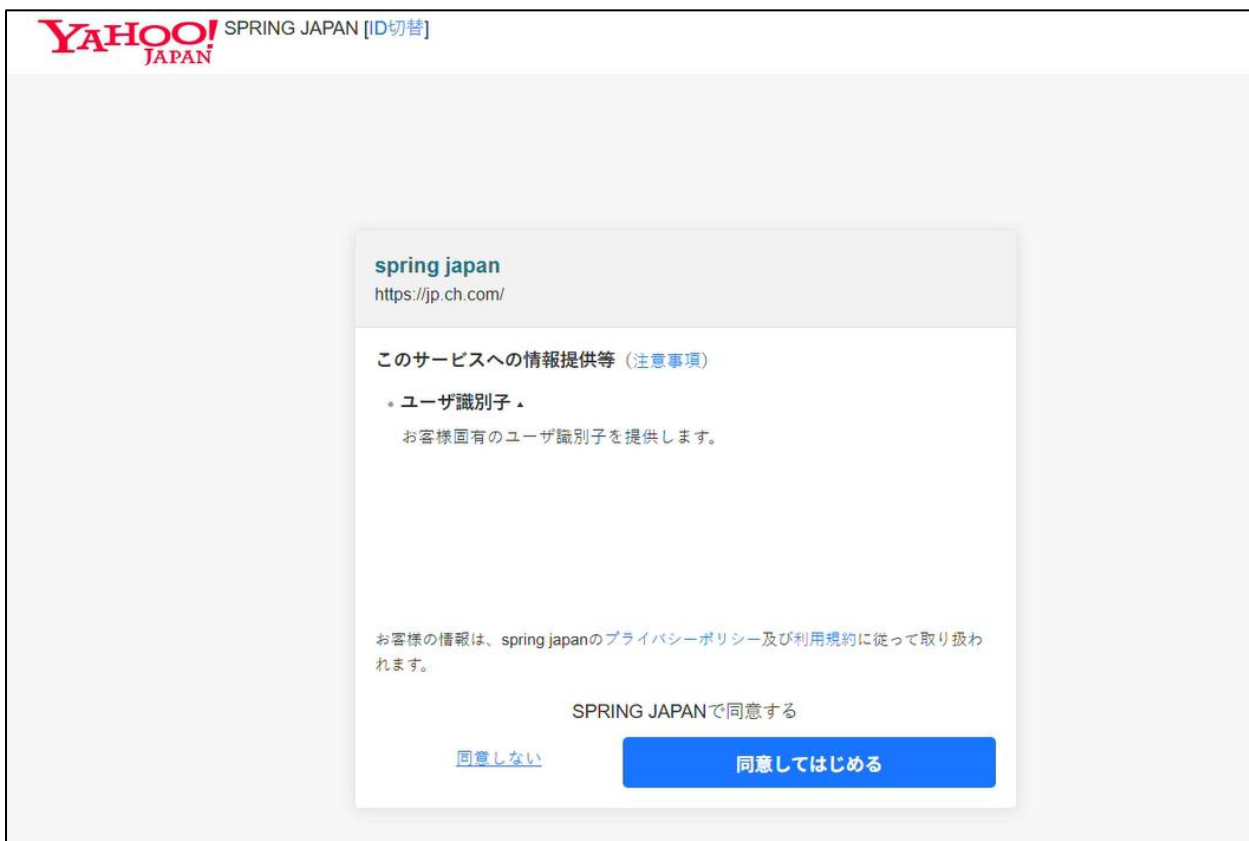 YAHOO! JAPAN SPRING JAPAN [ID切替]
spring japan
https://jp.ch.com/
このサービスへの情報提供等（注意事項）
• ユーザ識別子 ▴
お客様固有のユーザ識別子を提供します。
お客様の情報は、spring japanのプライバシーポリシー及び利用規約に従って取り扱わ
れます。
SPRING JAPANで同意する
同意しない 同意してはじめる